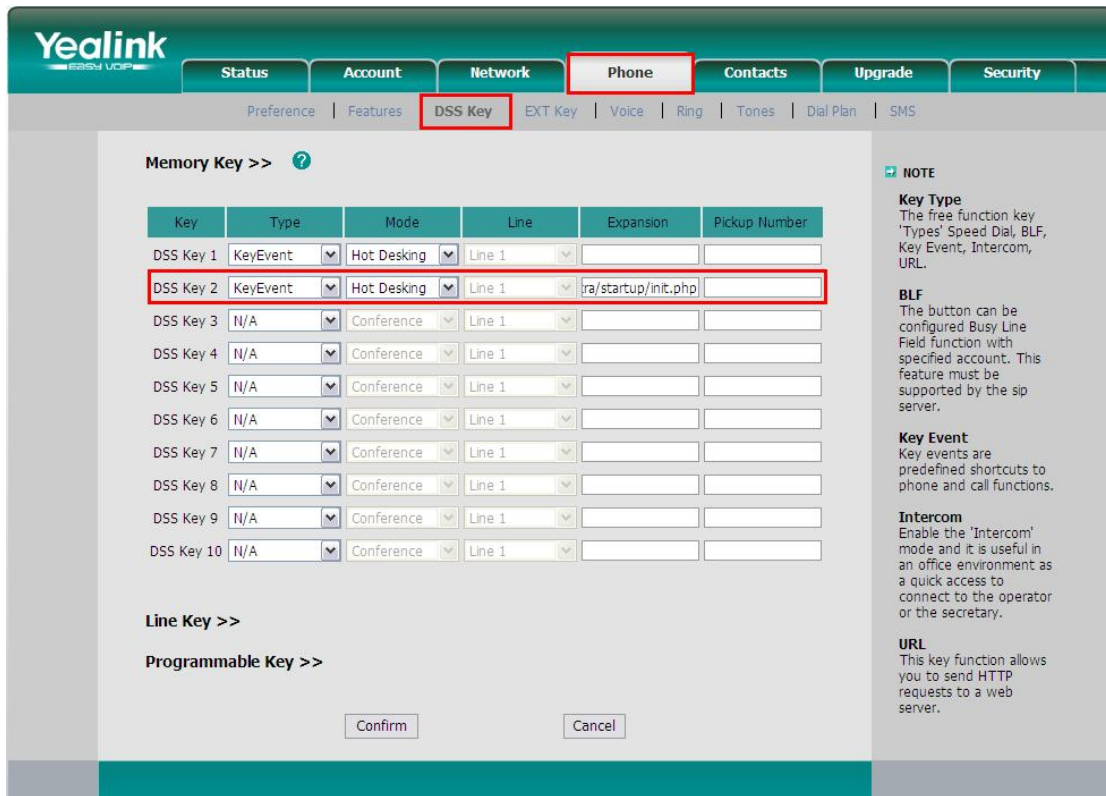 Yealink
EASY VOIP
Status Account Network Phone Contacts Upgrade Security
Preference | Features DSS Key EXT Key | Voice | Ring | Tones | Dial Plan | SMS
Memory Key >> ?
Key Type Mode Line Expansion Pickup Number
DSS Key 1 KeyEvent Hot Desking Line 1
DSS Key 2 KeyEvent Hot Desking Line 1 ra/startup/init.php
DSS Key 3 N/A Conference Line 1
DSS Key 4 N/A Conference Line 1
DSS Key 5 N/A Conference Line 1
DSS Key 6 N/A Conference Line 1
DSS Key 7 N/A Conference Line 1
DSS Key 8 N/A Conference Line 1
DSS Key 9 N/A Conference Line 1
DSS Key 10 N/A Conference Line 1
Line Key >>
Programmable Key >>
Confirm Cancel
NOTE
Key Type
The free function key
'Types' Speed Dial, BLF,
Key Event, Intercom,
URL.
BLF
The button can be
configured Busy Line
Field function with
specified account. This
feature must be
supported by the sip
server.
Key Event
Key events are
predefined shortcuts to
phone and call functions.
Intercom
Enable the 'Intercom'
mode and it is useful in
an office environment as
a quick access to
connect to the operator
or the secretary.
URL
This key function allows
you to send HTTP
requests to a web
server.